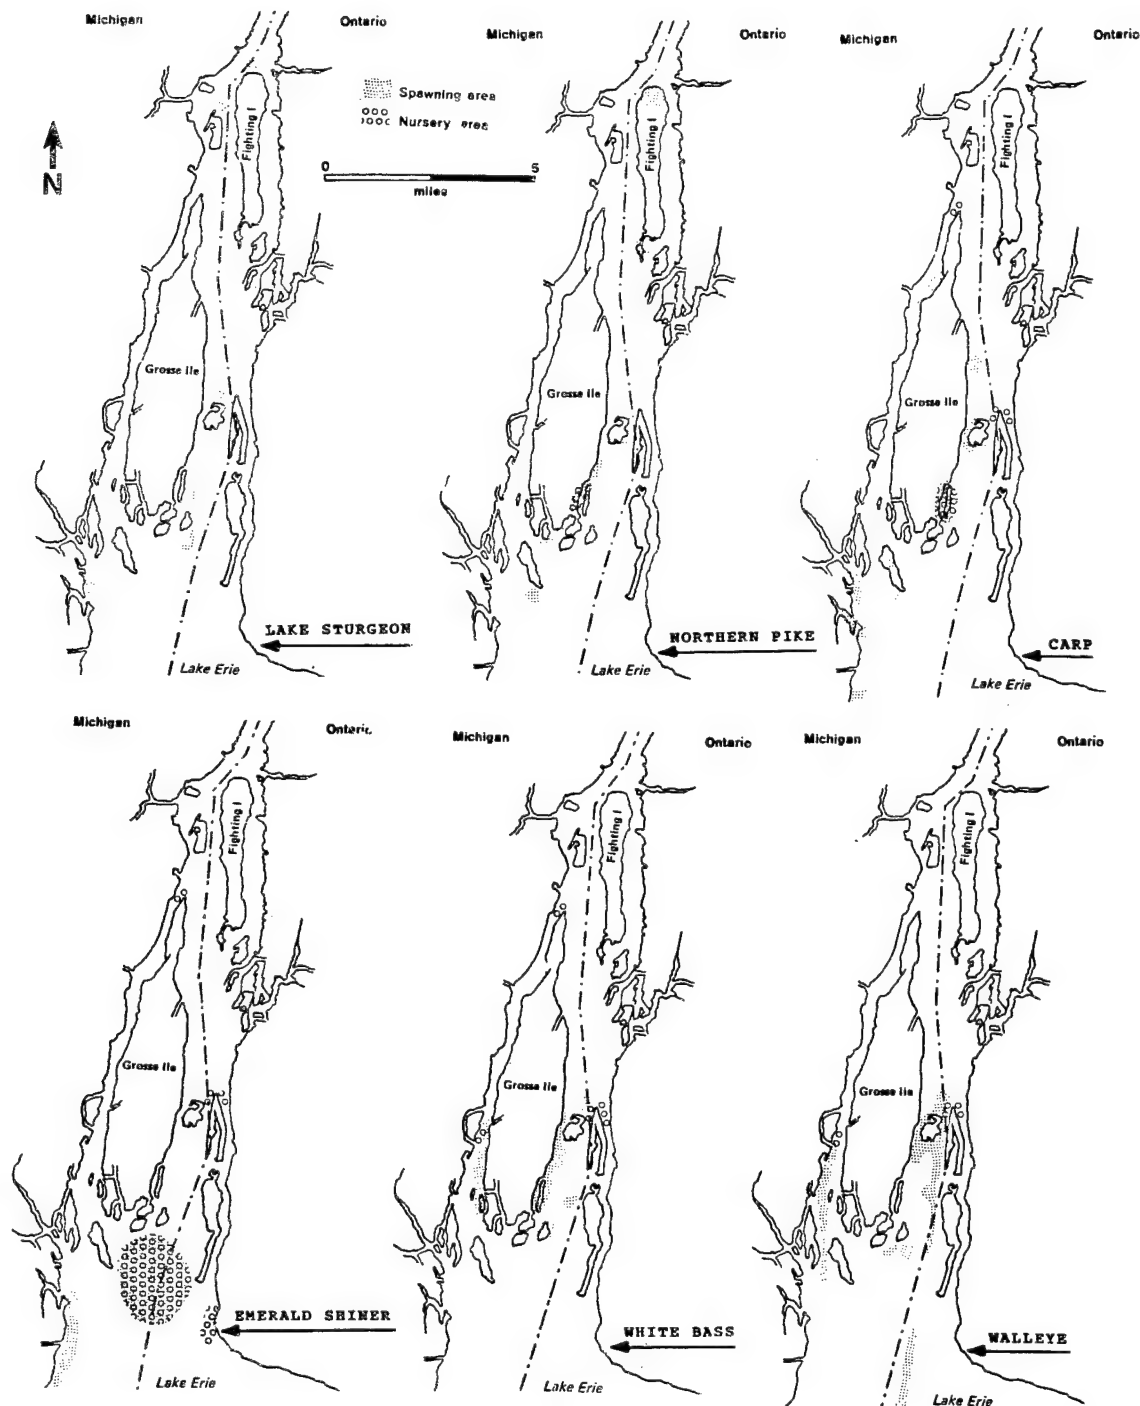 Michigan
Ontario
Spawning area
Nursery area
N
0
5
miles
Fighting I
Grosse Ile
LAKE STURGEON
Lake Erie
Michigan
Ontario
Fighting I
Grosse Ile
NORTHERN PIKE
Lake Erie
Michigan
Ontario
Fighting I
Grosse Ile
CARP
Lake Erie
Michigan
Ontario
Fighting I
Grosse Ile
EMERALD SHINER
Lake Erie
Michigan
Ontario
Fighting I
Grosse Ile
WHITE BASS
Lake Erie
Michigan
Ontario
Fighting I
Grosse Ile
WALLEYE
Lake Erie